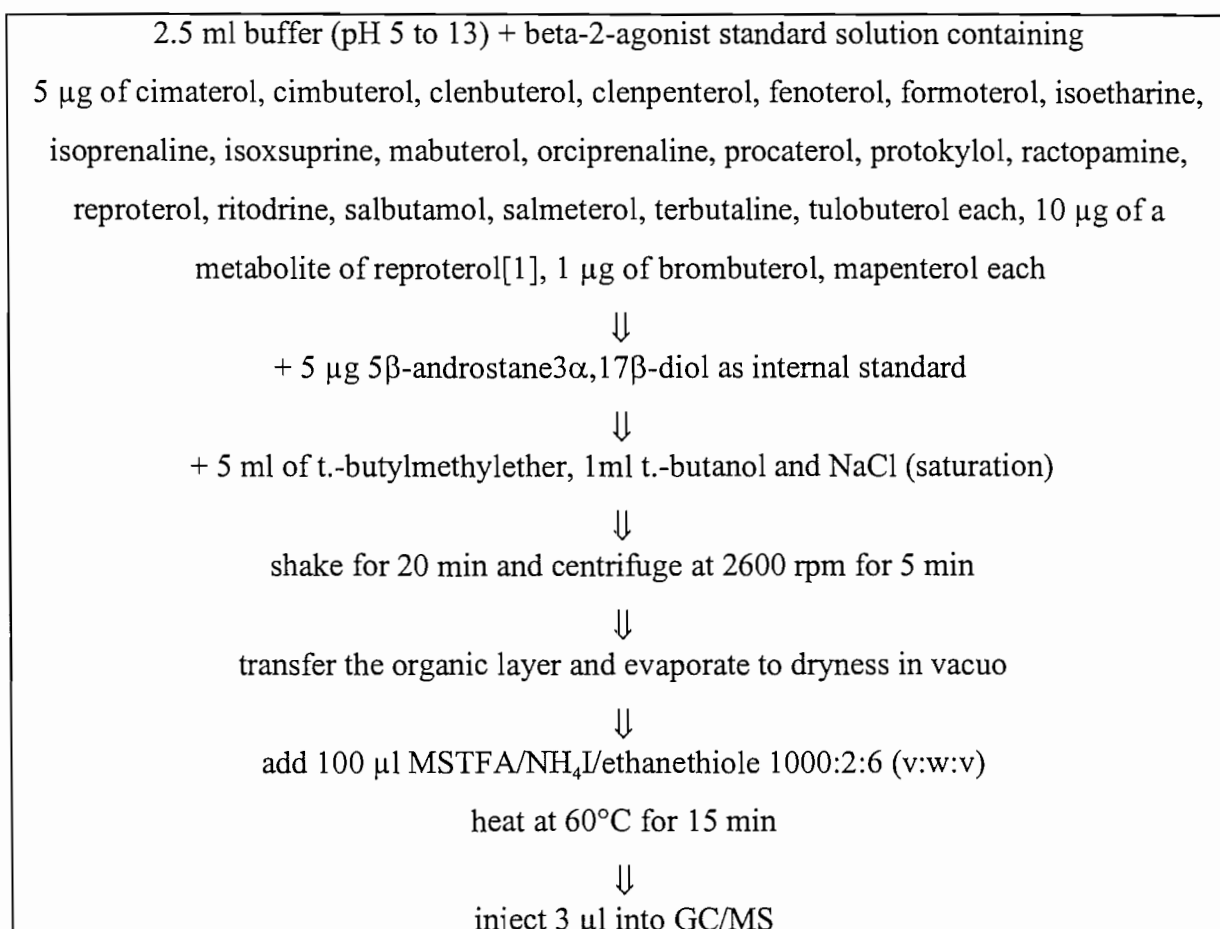 2.5 ml buffer (pH 5 to 13) + beta-2-agonist standard solution containing
5 μg of cimaterol, cimbuterol, clenbuterol, clenpenterol, fenoterol, formoterol, isoetharine,
isoprenaline, isoxsuprine, mabuterol, orciprenaline, procaterol, protokylol, ractopamine,
reproterol, ritodrine, salbutamol, salmeterol, terbutaline, tulobuterol each, 10 μg of a
metabolite of reproterol[1], 1 μg of brombuterol, mapenterol each
⇓
+ 5 μg 5β-androstane3α,17β-diol as internal standard
⇓
+ 5 ml of t.-butylmethylether, 1ml t.-butanol and NaCl (saturation)
⇓
shake for 20 min and centrifuge at 2600 rpm for 5 min
⇓
transfer the organic layer and evaporate to dryness in vacuo
⇓
add 100 μl MSTFA/NH₄I/ethanethiole 1000:2:6 (v:w:v)
heat at 60°C for 15 min
⇓
inject 3 μl into GC/MS